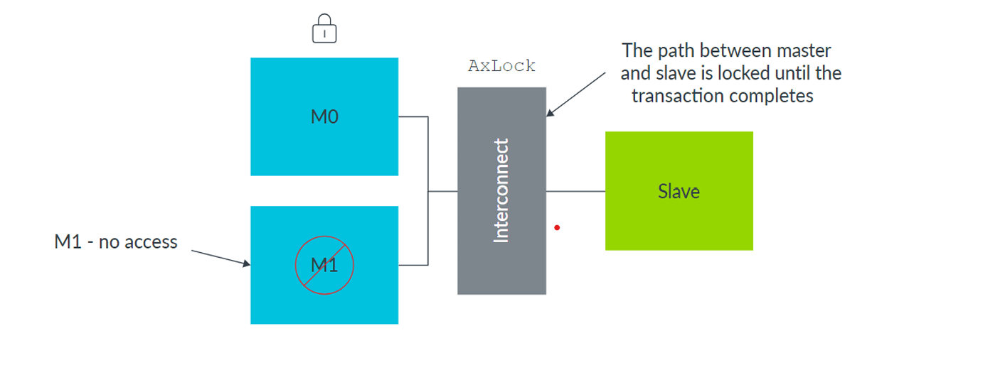 M0
AxLock
The path between master
and slave is locked until the
transaction completes
Interconnect
Slave
M1 - no access
M1